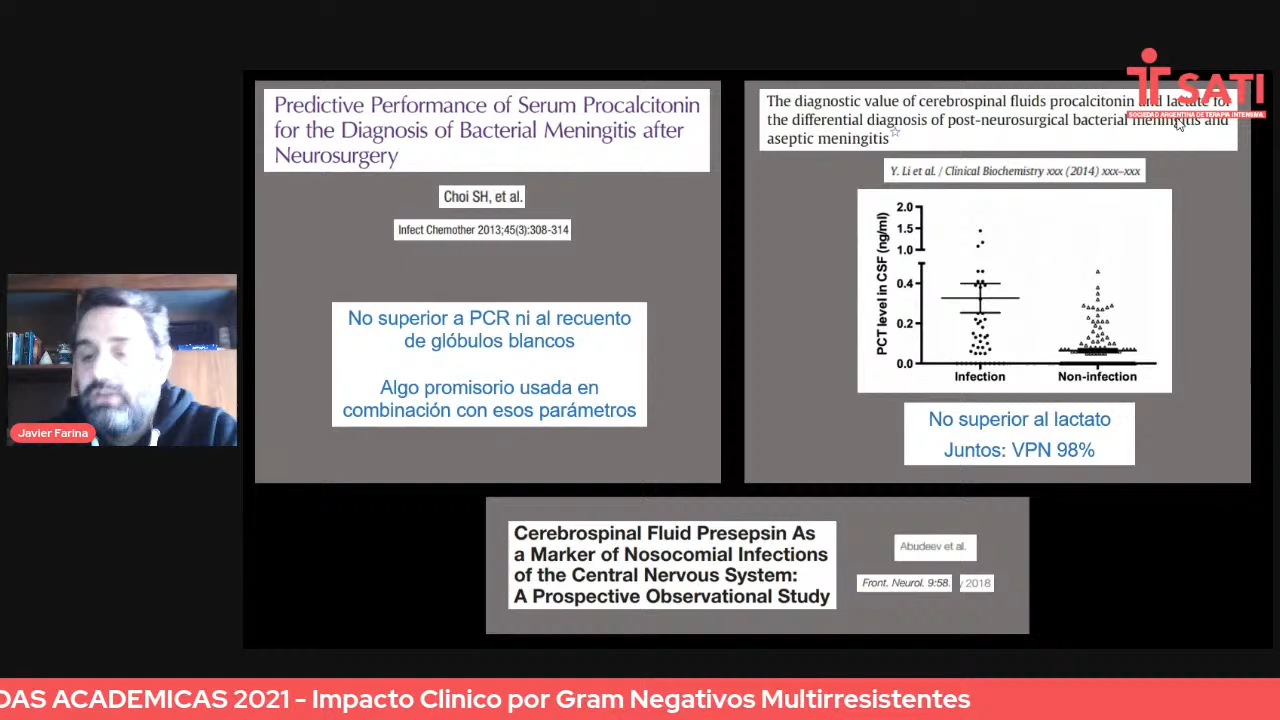 Predictive Performance of Serum Procalcitonin
for the Diagnosis of Bacterial Meningitis after
Neurosurgery
Choi SH, et al.
Infect Chemother 2013;45(3):308-314
No superior a PCR ni al recuento
de glóbulos blancos
Algo promisorio usada en
combinación con esos parámetros
SATI
SOCIEDAD ARGENTINA DE TERAPIA INTENSIVA
The diagnostic value of cerebrospinal fluids procalcitonin and lactate for
the differential diagnosis of post-neurosurgical bacterial meningitis and
aseptic meningitis☆
Y. Li et al. / Clinical Biochemistry xxx (2014) xxx–xxx
PCT level in CSF (ng/ml)
2.0
1.5
1.0
0.4
0.2
0.0
Infection Non-infection
No superior al lactato
Juntos: VPN 98%
Cerebrospinal Fluid Presepsin As
a Marker of Nosocomial Infections
of the Central Nervous System:
A Prospective Observational Study
Abudeev et al.
Front. Neurol. 9:58. y 2018
Javier Farina
DAS ACADEMICAS 2021 - Impacto Clinico por Gram Negativos Multirresistentes